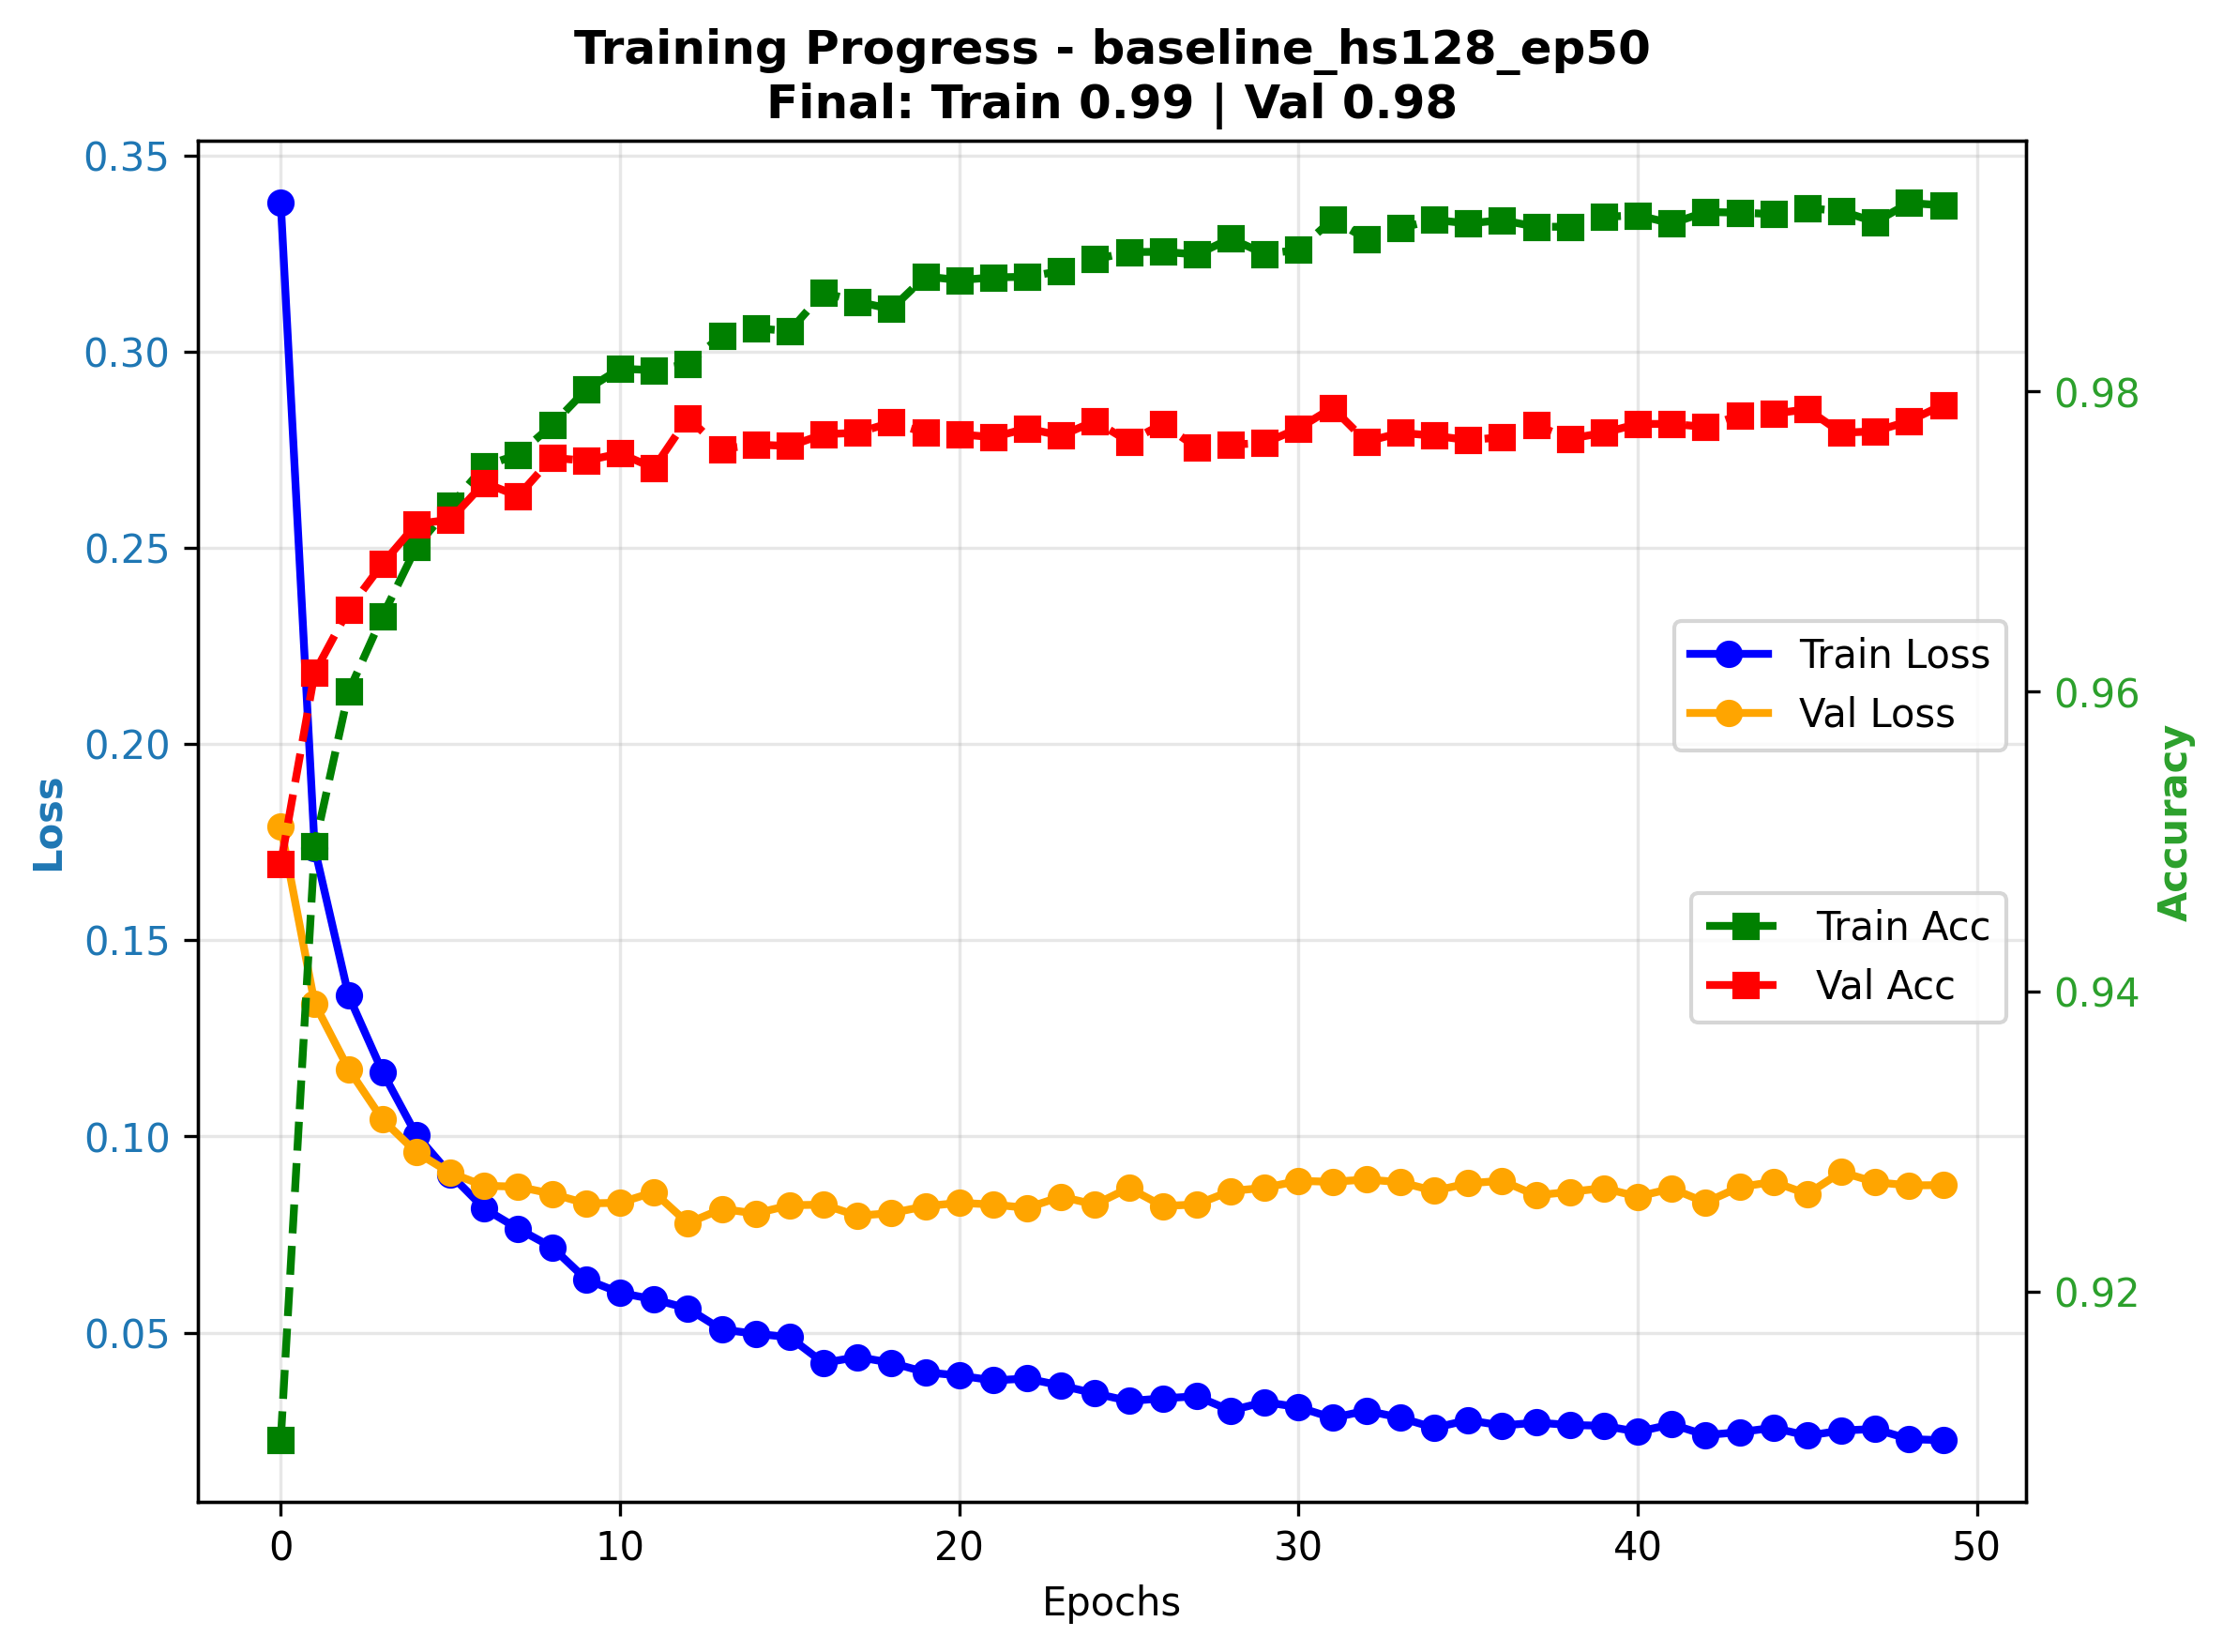 Training Progress - baseline_hs128_ep50
Final: Train 0.99 | Val 0.98
0.35
0.30
0.25
0.20
0.15
0.10
0.05
Loss
0.98
0.96
0.94
0.92
Accuracy
Train Loss
Val Loss
Train Acc
Val Acc
0 10 20 30 40 50
Epochs